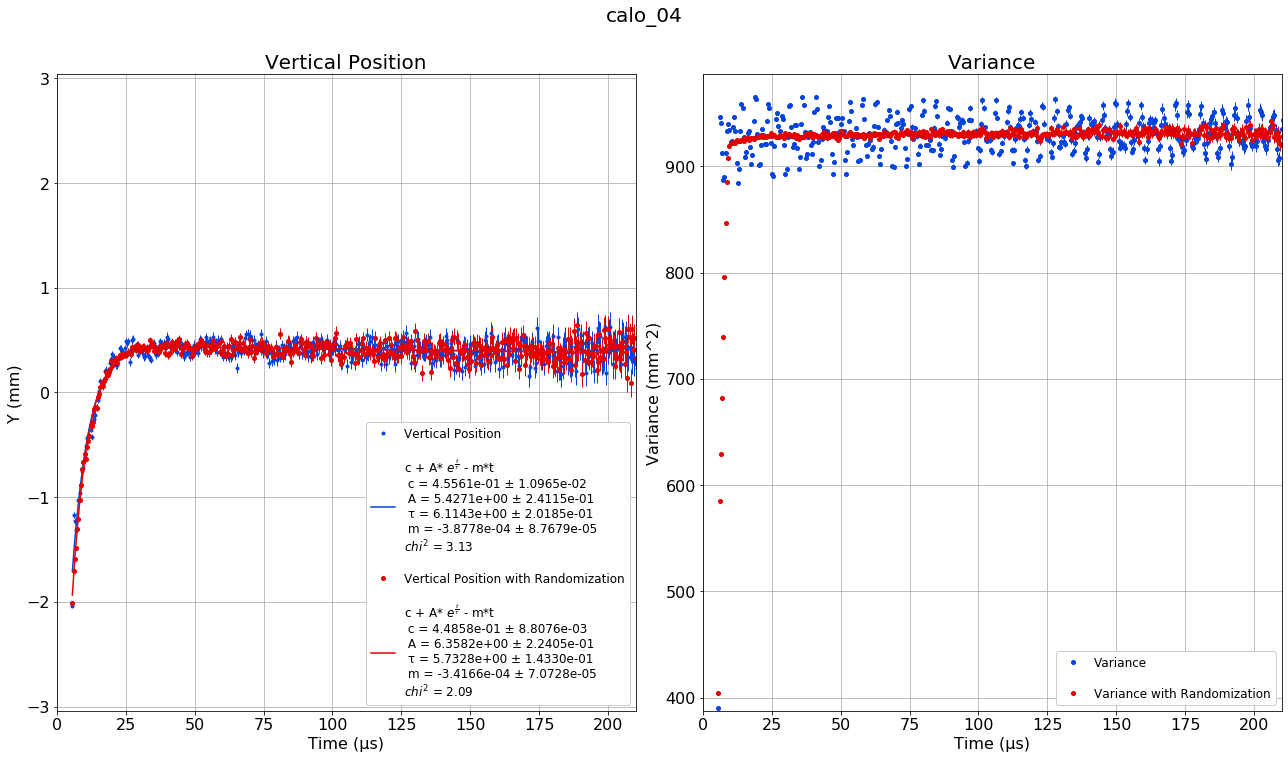 calo_04
Vertical Position
3
2
1
0
−1
−2
−3
Y (mm)
0 25 50 75 100 125 150 175 200
Time (μs)
Vertical Position
c + A* e^{t/τ} - m*t
c = 4.5561e-01 ± 1.0965e-02
A = 5.4271e+00 ± 2.4115e-01
τ = 6.1143e+00 ± 2.0185e-01
m = -3.8778e-04 ± 8.7679e-05
chi² = 3.13
Vertical Position with Randomization
c + A* e^{t/τ} - m*t
c = 4.4858e-01 ± 8.8076e-03
A = 6.3582e+00 ± 2.2405e-01
τ = 5.7328e+00 ± 1.4330e-01
m = -3.4166e-04 ± 7.0728e-05
chi² = 2.09
Variance
900
800
700
600
500
400
Variance (mm^2)
0 25 50 75 100 125 150 175 200
Time (μs)
Variance
Variance with Randomization